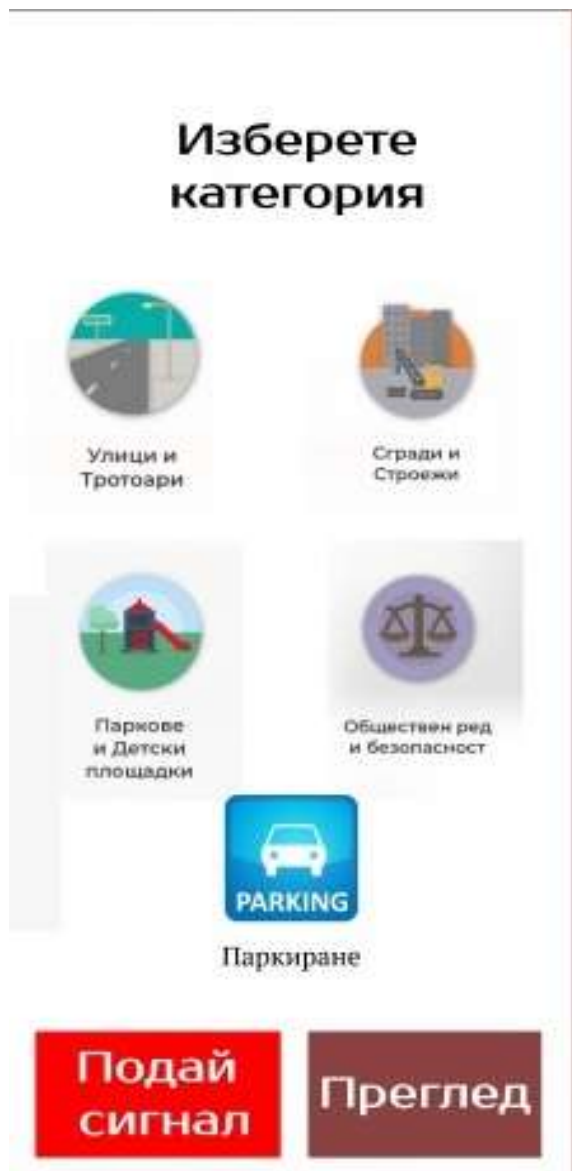 Изберете
категория
Улици и
Тротоари
Сгради и
Строежи
Паркове
и Детски
площадки
Обществен ред
и безопасност
PARKING
Паркиране
Подай
сигнал
Преглед